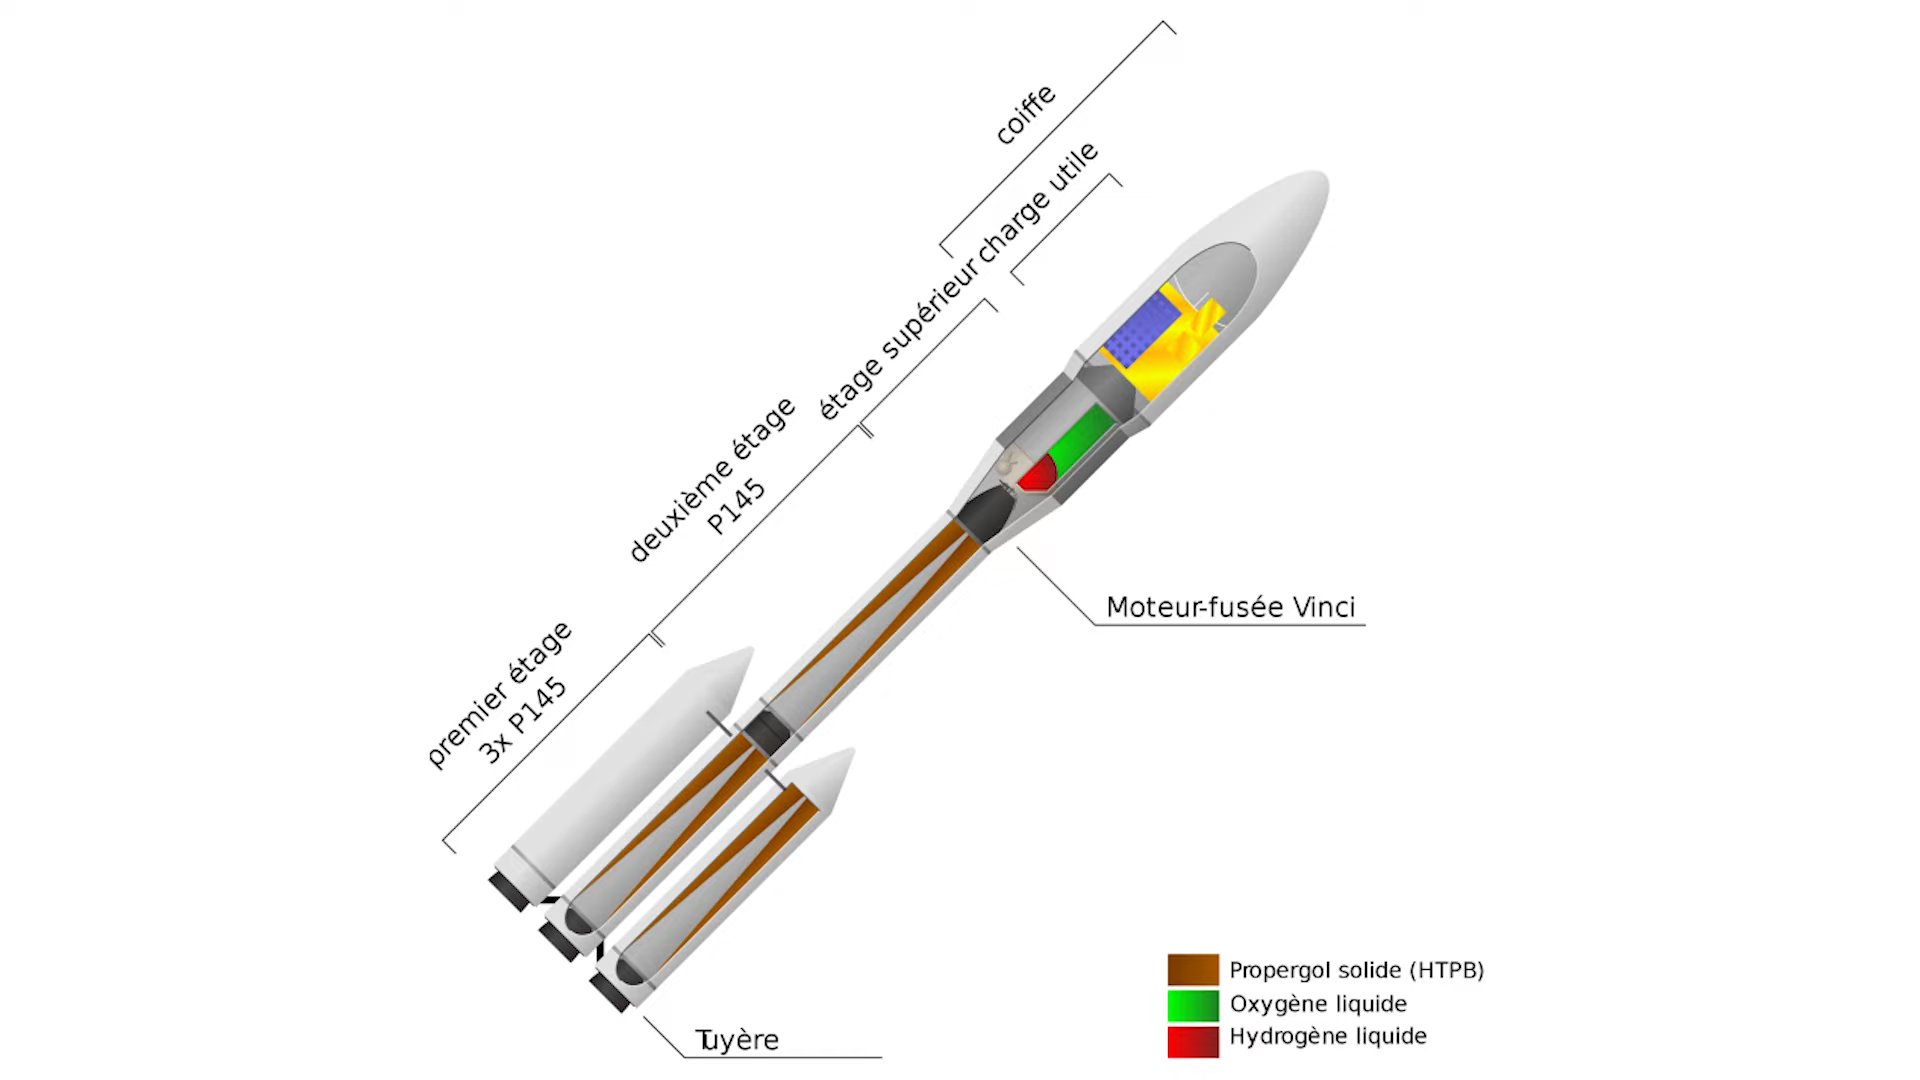 coiffe
charge utile
étage supérieur
deuxième étage
P145
premier étage
3x P145
Moteur-fusée Vinci
Tuyère
Propergol solide (HTPB)
Oxygène liquide
Hydrogène liquide